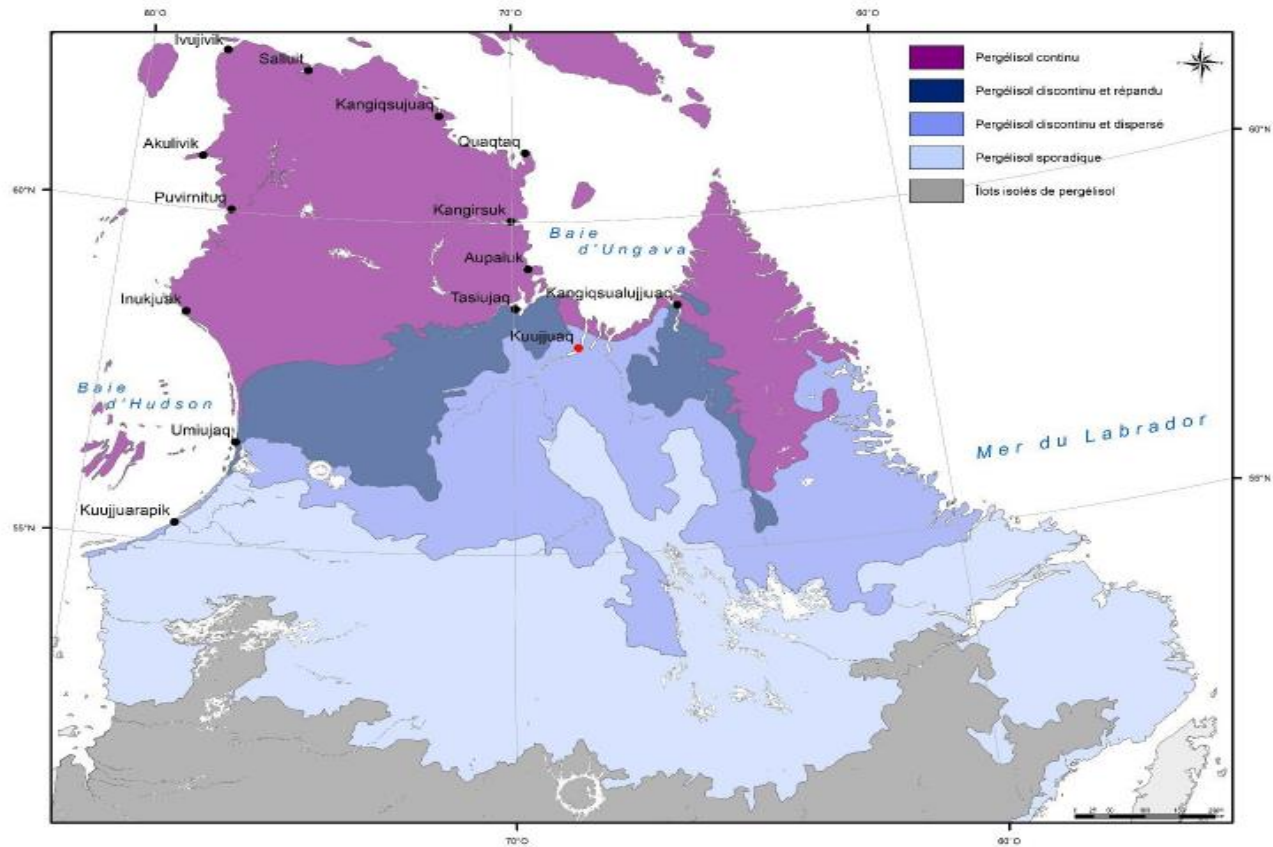 80°O
70°O
60°O
Ivujivik
Salluit
Kangiqsujuaq
Akulivik
Quaqtaq
Puvirnituq
Kangirsuk
Baie
d'Ungava
Aupaluk
Inukjuak
Tasiujaq
Kangiqsualujjuaq
Kuujjuaq
Baie
d'Hudson
Umiujaq
Mer du Labrador
Kuujjuarapik
Pergélisol continu
Pergélisol discontinu et répandu
Pergélisol discontinu et dispersé
Pergélisol sporadique
Îlots isolés de pergélisol
60°N
60°N
55°N
55°N
70°O
60°O